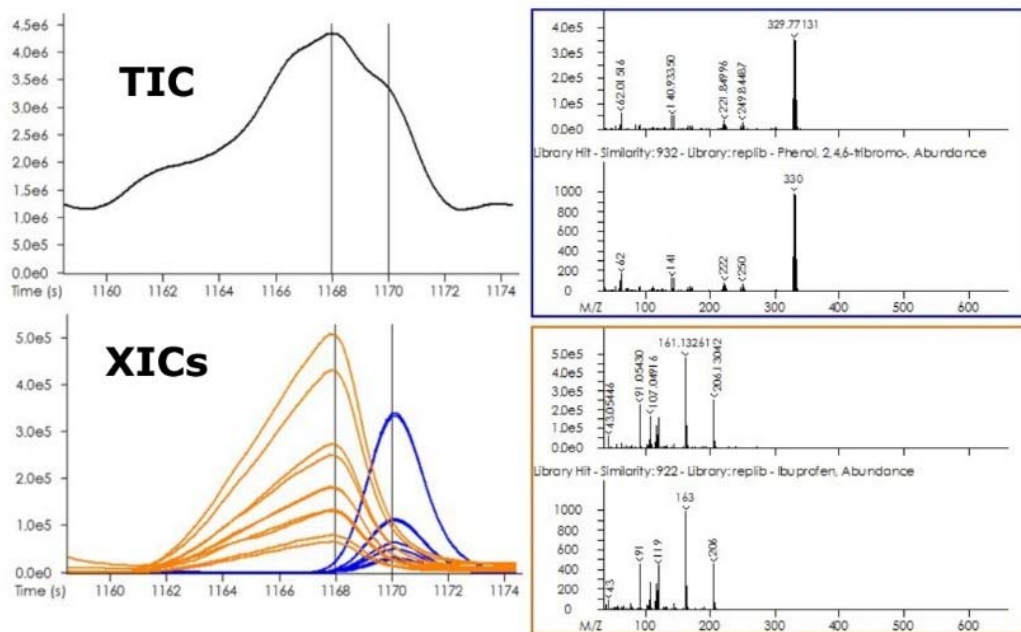 TIC
4.5e6
4.0e6
3.5e6
3.0e6
2.5e6
2.0e6
1.5e6
1.0e6
5.0e5
0.0e0
Time (s) 1160 1162 1164 1166 1168 1170 1172 1174
XICs
5.0e5
4.0e5
3.0e5
2.0e5
1.0e5
0.0e0
Time (s) 1160 1162 1164 1166 1168 1170 1172 1174
329.77131
4.0e5
3.0e5
2.0e5
1.0e5
0.0e0
62.01516
140.93350
221.84996
249.84487
Library Hit - Similarity: 932 - Library: replib - Phenol, 2,4,6-tribromo-, Abundance
330
1000
800
600
400
200
0
62
141
222
250
M/Z 100 200 300 400 500 600
161.13261
206.13042
5.0e5
4.0e5
3.0e5
2.0e5
1.0e5
0.0e0
43.05446
91.05430
107.04916
Library Hit - Similarity: 922 - Library: replib - Ibuprofen, Abundance
163
1000
800
600
400
200
0
43
91
119
206
M/Z 100 200 300 400 500 600